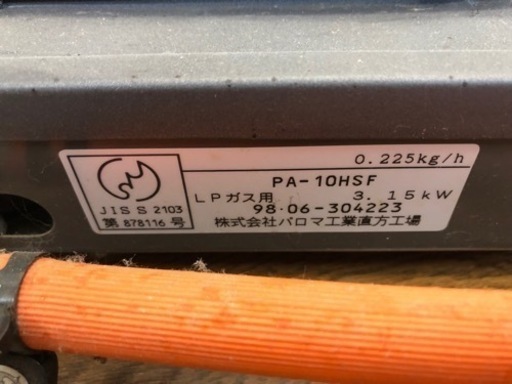 0.225kg/h
PA-10HSF
LPガス用 3.15kW
98.06-304223
株式会社パロマ工業直方工場
JIS S 2103
第 878116 号